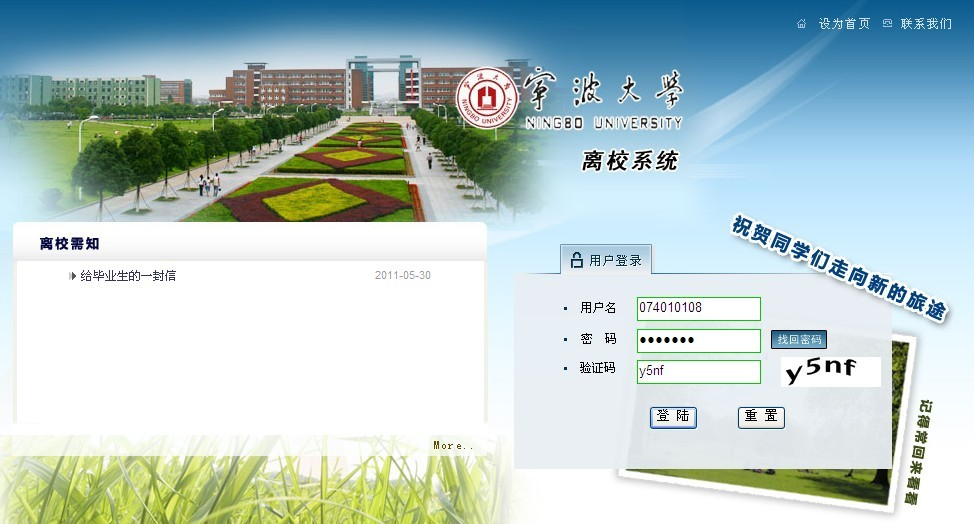 设为首页 联系我们
宁波大学
NINGBO UNIVERSITY
离校系统
离校需知
给毕业生的一封信 2011-05-30
More..
祝贺同学们走向新的旅途
用户登录
用户名 074010108
密 码 ●●●●●●● 找回密码
验证码 y5nf y5nf
登 陆 重 置
记得常回来看看